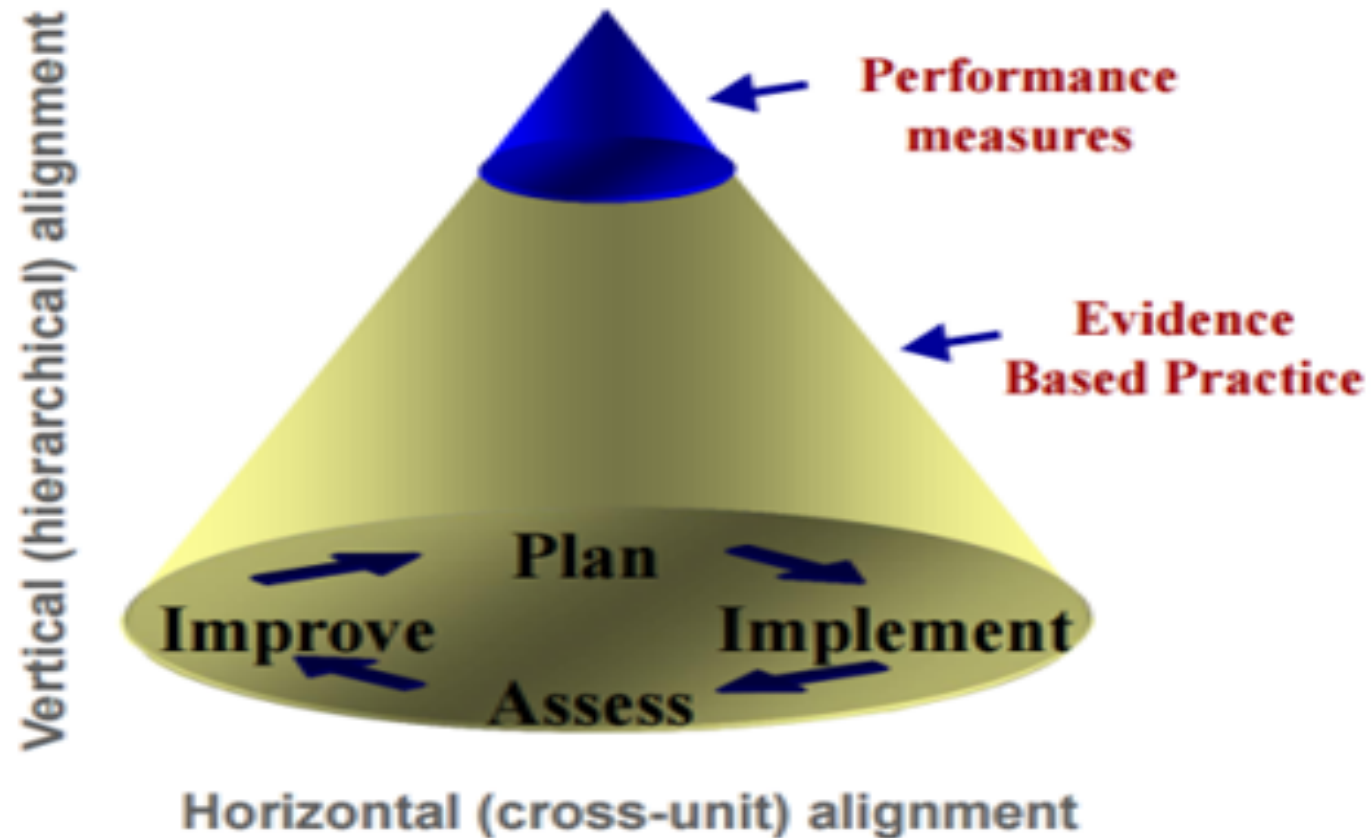 Vertical (hierarchical) alignment
Performance
measures
Evidence
Based Practice
Plan
Improve
Implement
Assess
Horizontal (cross-unit) alignment